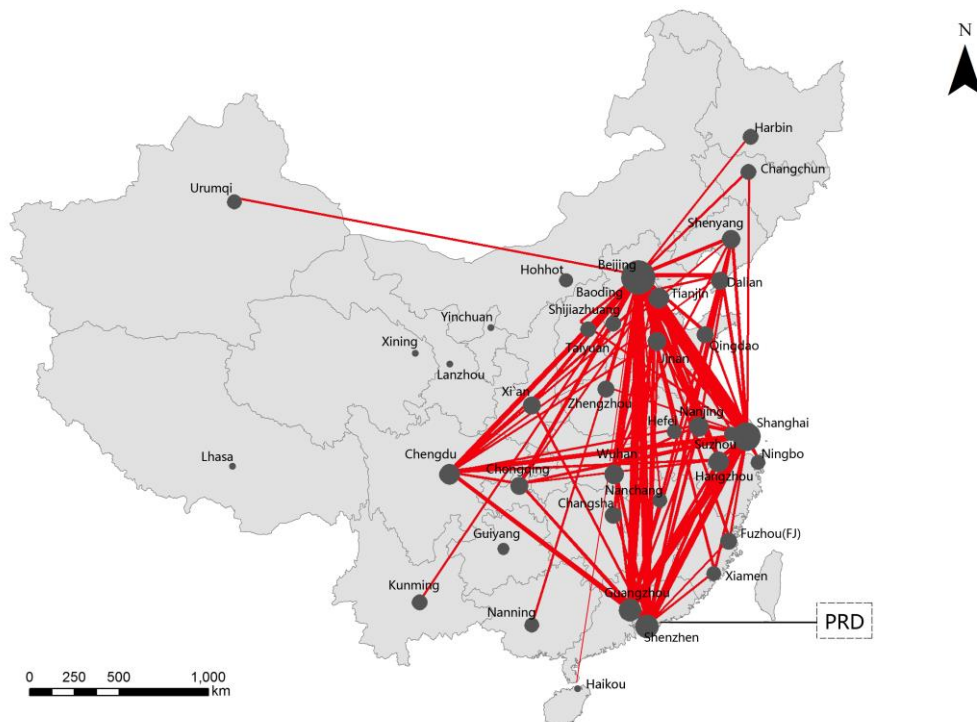 N
Harbin
Changchun
Urumqi
Shenyang
Beijing
Hohhot
Dalian
Baoding
Tianjin
Shijiazhuang
Yinchuan
Qingdao
Xining
Taiyuan
Jinan
Lanzhou
Xi'an
Zhengzhou
Nanjing
Hefei
Shanghai
Suzhou
Lhasa
Chengdu
Wuhan
Ningbo
Chongqing
Hangzhou
Nanchang
Changsha
Guiyang
Fuzhou(FJ)
Xiamen
Kunming
Guangzhou
Nanning
PRD
Shenzhen
0 250 500 1,000
km
Haikou